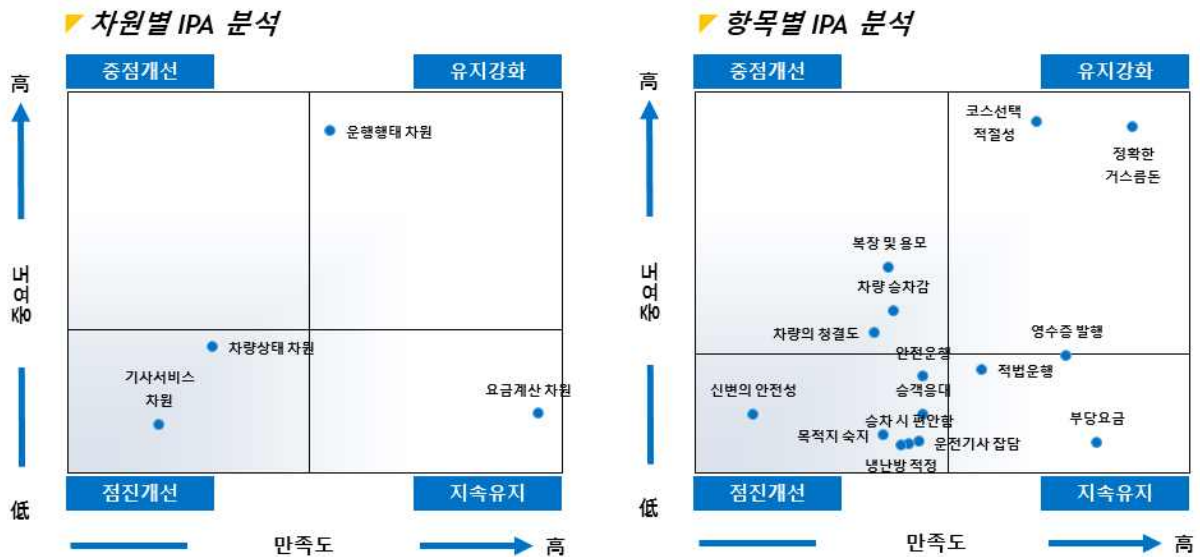 차원별 IPA 분석
중점개선
유지강화
高
중요도
低
운행행태 차원
차량상태 차원
기사서비스
차원
요금계산 차원
점진개선
지속유지
만족도
高
항목별 IPA 분석
중점개선
유지강화
高
중요도
低
코스선택
적절성
정확한
거스름돈
복장 및 용모
차량 승차감
차량의 청결도
영수증 발행
안전운행
적법운행
신변의 안전성
승객응대
승차 시 편안함
부당요금
목적지 숙지
운전기사 잡담
냉난방 적정
점진개선
지속유지
만족도
高